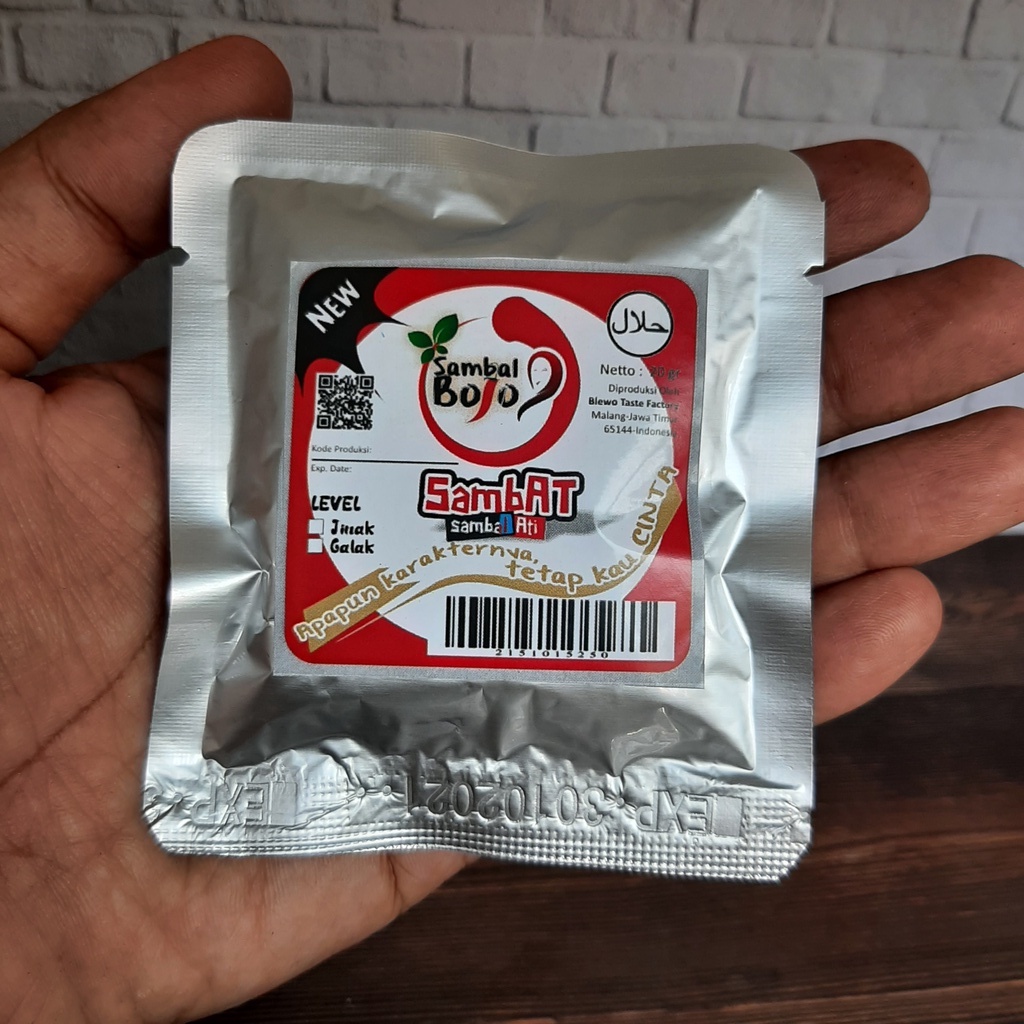 NEW
Sambal
BoJo
حلال
Netto :
Diproduksi Oleh
Blewo Taste Factory
Malang-Jawa Timur
65144-Indonesia
Kode Produksi:
Exp. Date:
LEVEL
Jinak
Galak
SambAT
sambal Ati
Apapun karakternya,
tetap kau CINTA
2151015250
EXP 30102021 EXP